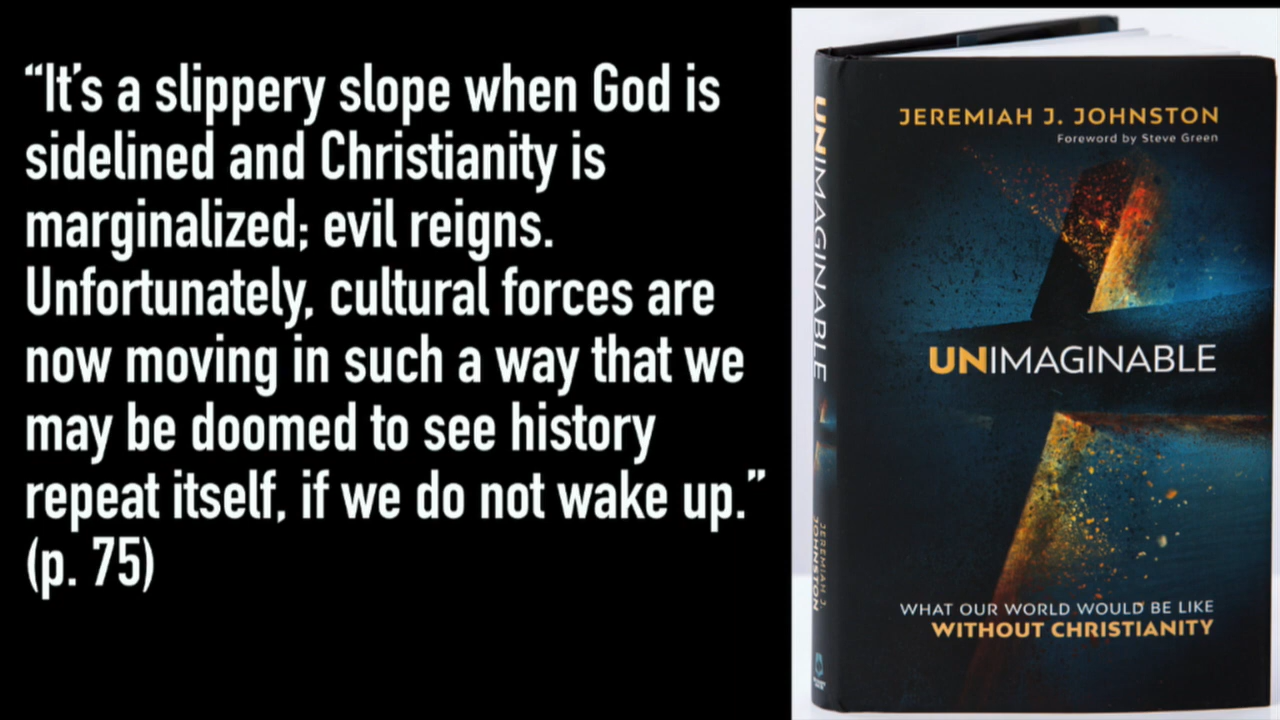 “It’s a slippery slope when God is
sidelined and Christianity is
marginalized; evil reigns.
Unfortunately, cultural forces are
now moving in such a way that we
may be doomed to see history
repeat itself, if we do not wake up.”
(p. 75)
UNIMAGINABLE
JEREMIAH J.
JOHNSTON
JEREMIAH J. JOHNSTON
Foreword by Steve Green
UNIMAGINABLE
WHAT OUR WORLD WOULD BE LIKE
WITHOUT CHRISTIANITY